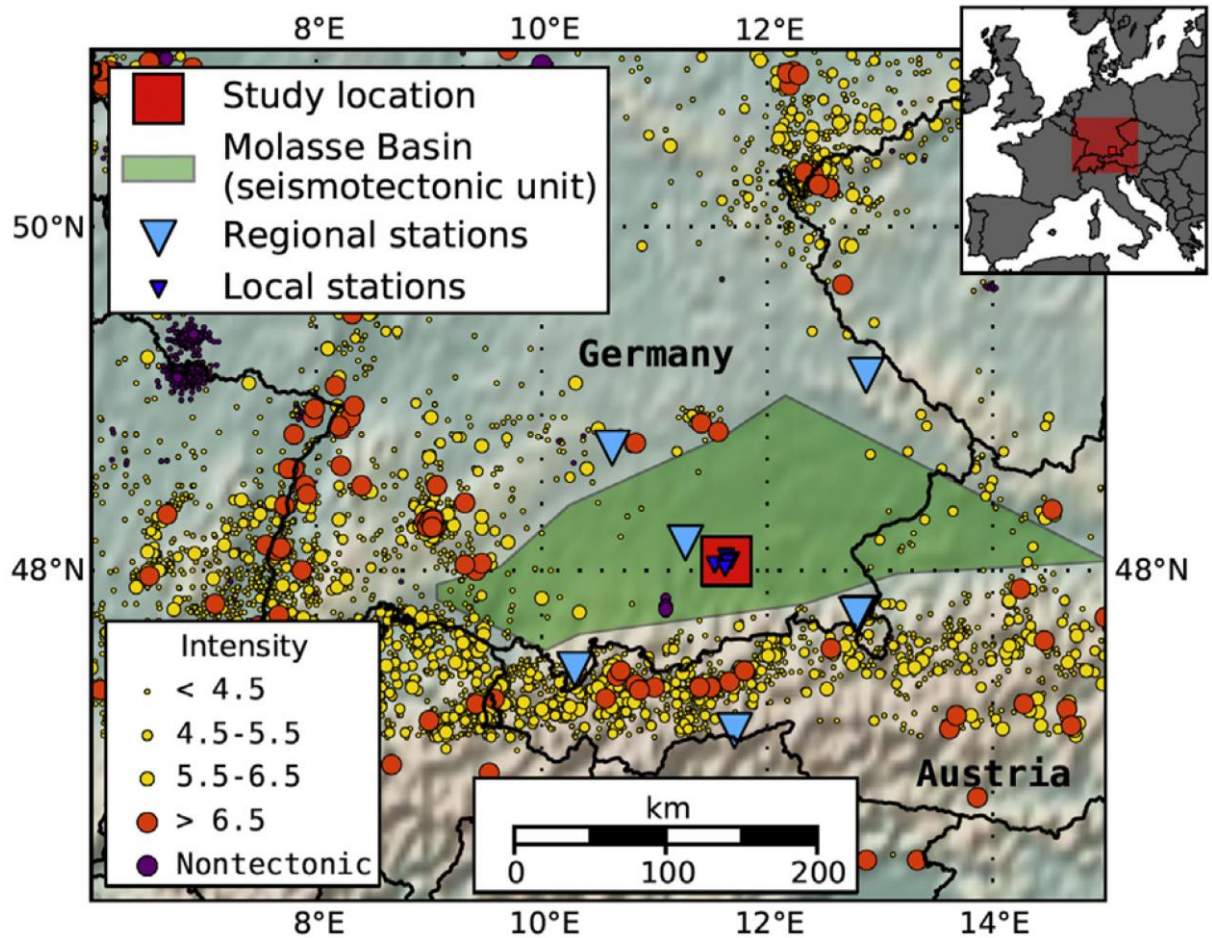 8°E 10°E 12°E
Study location
Molasse Basin
(seismotectonic unit)
Regional stations
Local stations
50°N
Germany
48°N 48°N
Intensity
< 4.5
4.5-5.5
5.5-6.5
> 6.5
Nontectonic
Austria
km
0 100 200
8°E 10°E 12°E 14°E